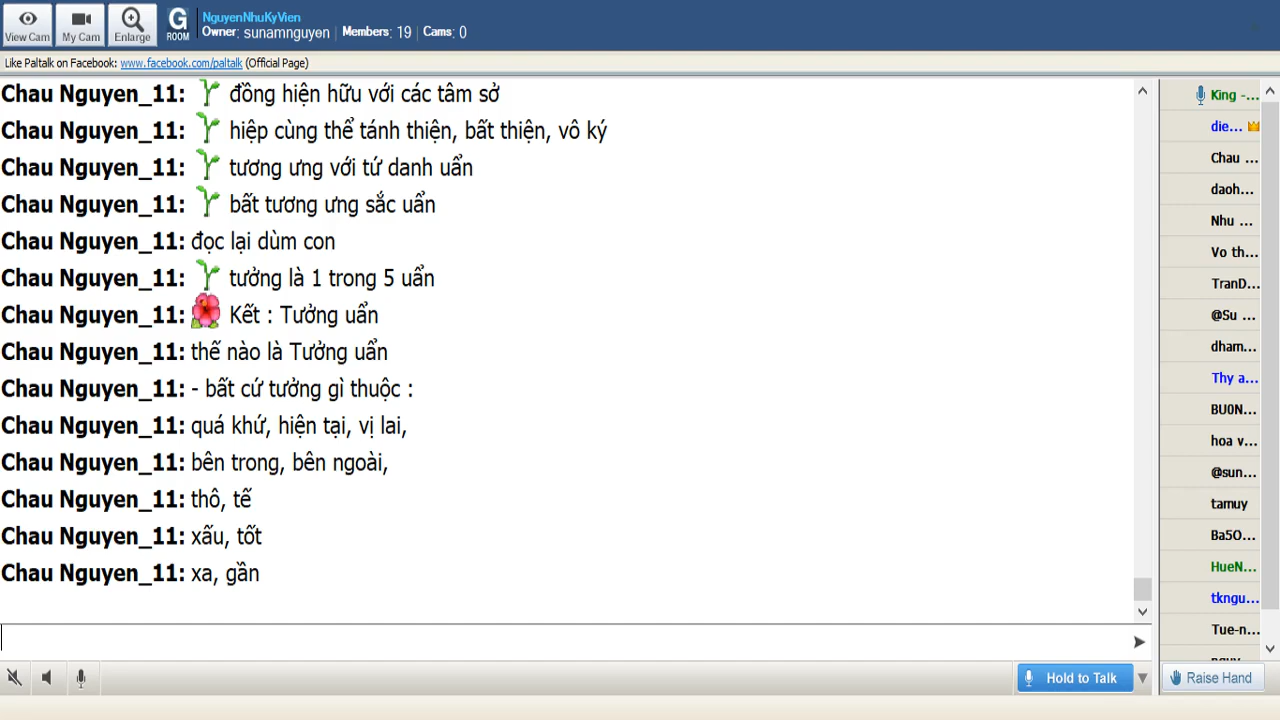 NguyenNhuKyVien
View Cam
My Cam
Enlarge
G ROOM
Owner: sunamnguyen | Members: 19 | Cams: 0
Like Paltalk on Facebook: www.facebook.com/paltalk (Official Page)
Chau Nguyen_11: đồng hiện hữu với các tâm sở
Chau Nguyen_11: hiệp cùng thể tánh thiện, bất thiện, vô ký
Chau Nguyen_11: tương ưng với tứ danh uẩn
Chau Nguyen_11: bất tương ưng sắc uẩn
Chau Nguyen_11: đọc lại dùm con
Chau Nguyen_11: tưởng là 1 trong 5 uẩn
Chau Nguyen_11: Kết : Tưởng uẩn
Chau Nguyen_11: thế nào là Tưởng uẩn
Chau Nguyen_11: - bất cứ tưởng gì thuộc :
Chau Nguyen_11: quá khứ, hiện tại, vị lai,
Chau Nguyen_11: bên trong, bên ngoài,
Chau Nguyen_11: thô, tế
Chau Nguyen_11: xấu, tốt
Chau Nguyen_11: xa, gần
King -...
die...
Chau ...
daoh...
Nhu ...
Vo th...
TranD...
@Su ...
dham...
Thy a...
BU0N...
hoa v...
@sun...
tamuy
Ba5O...
HueN...
tkngu...
Tue-n...
Hold to Talk
Raise Hand